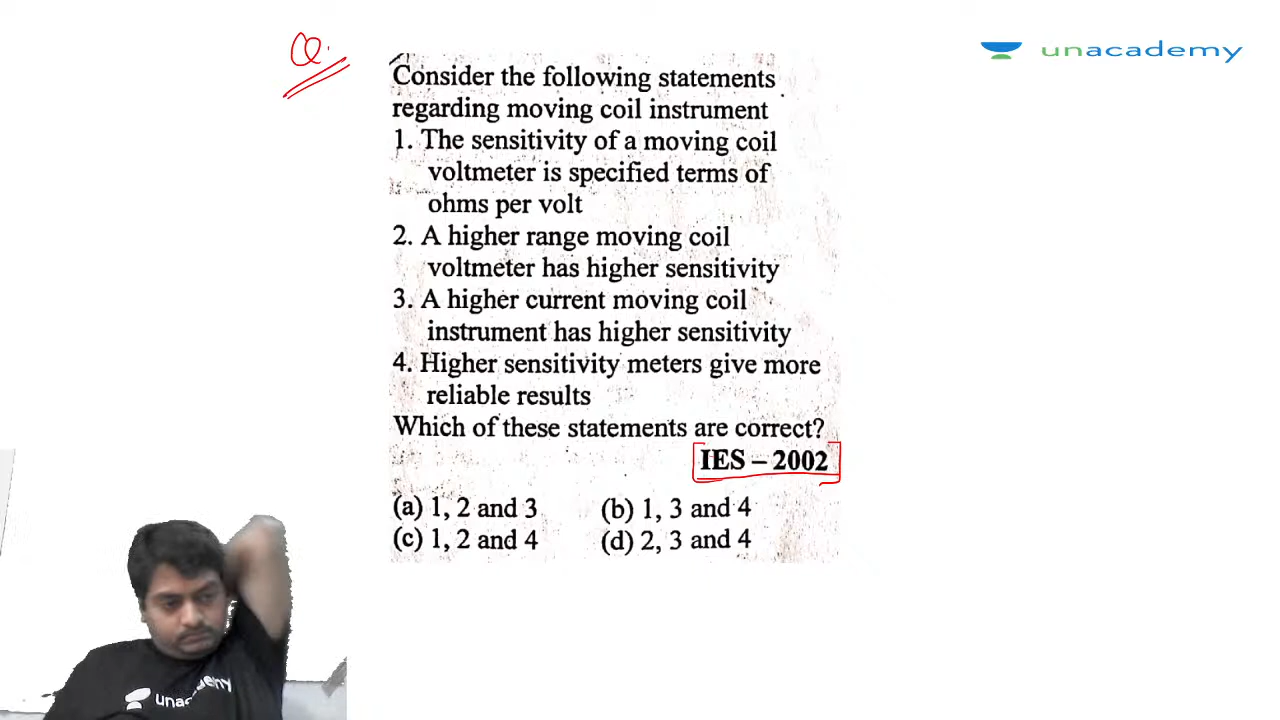 Q.
unacademy
Consider the following statements
regarding moving coil instrument
1. The sensitivity of a moving coil
voltmeter is specified terms of
ohms per volt
2. A higher range moving coil
voltmeter has higher sensitivity
3. A higher current moving coil
instrument has higher sensitivity
4. Higher sensitivity meters give more
reliable results
Which of these statements are correct?
IES – 2002
(a) 1, 2 and 3 (b) 1, 3 and 4
(c) 1, 2 and 4 (d) 2, 3 and 4